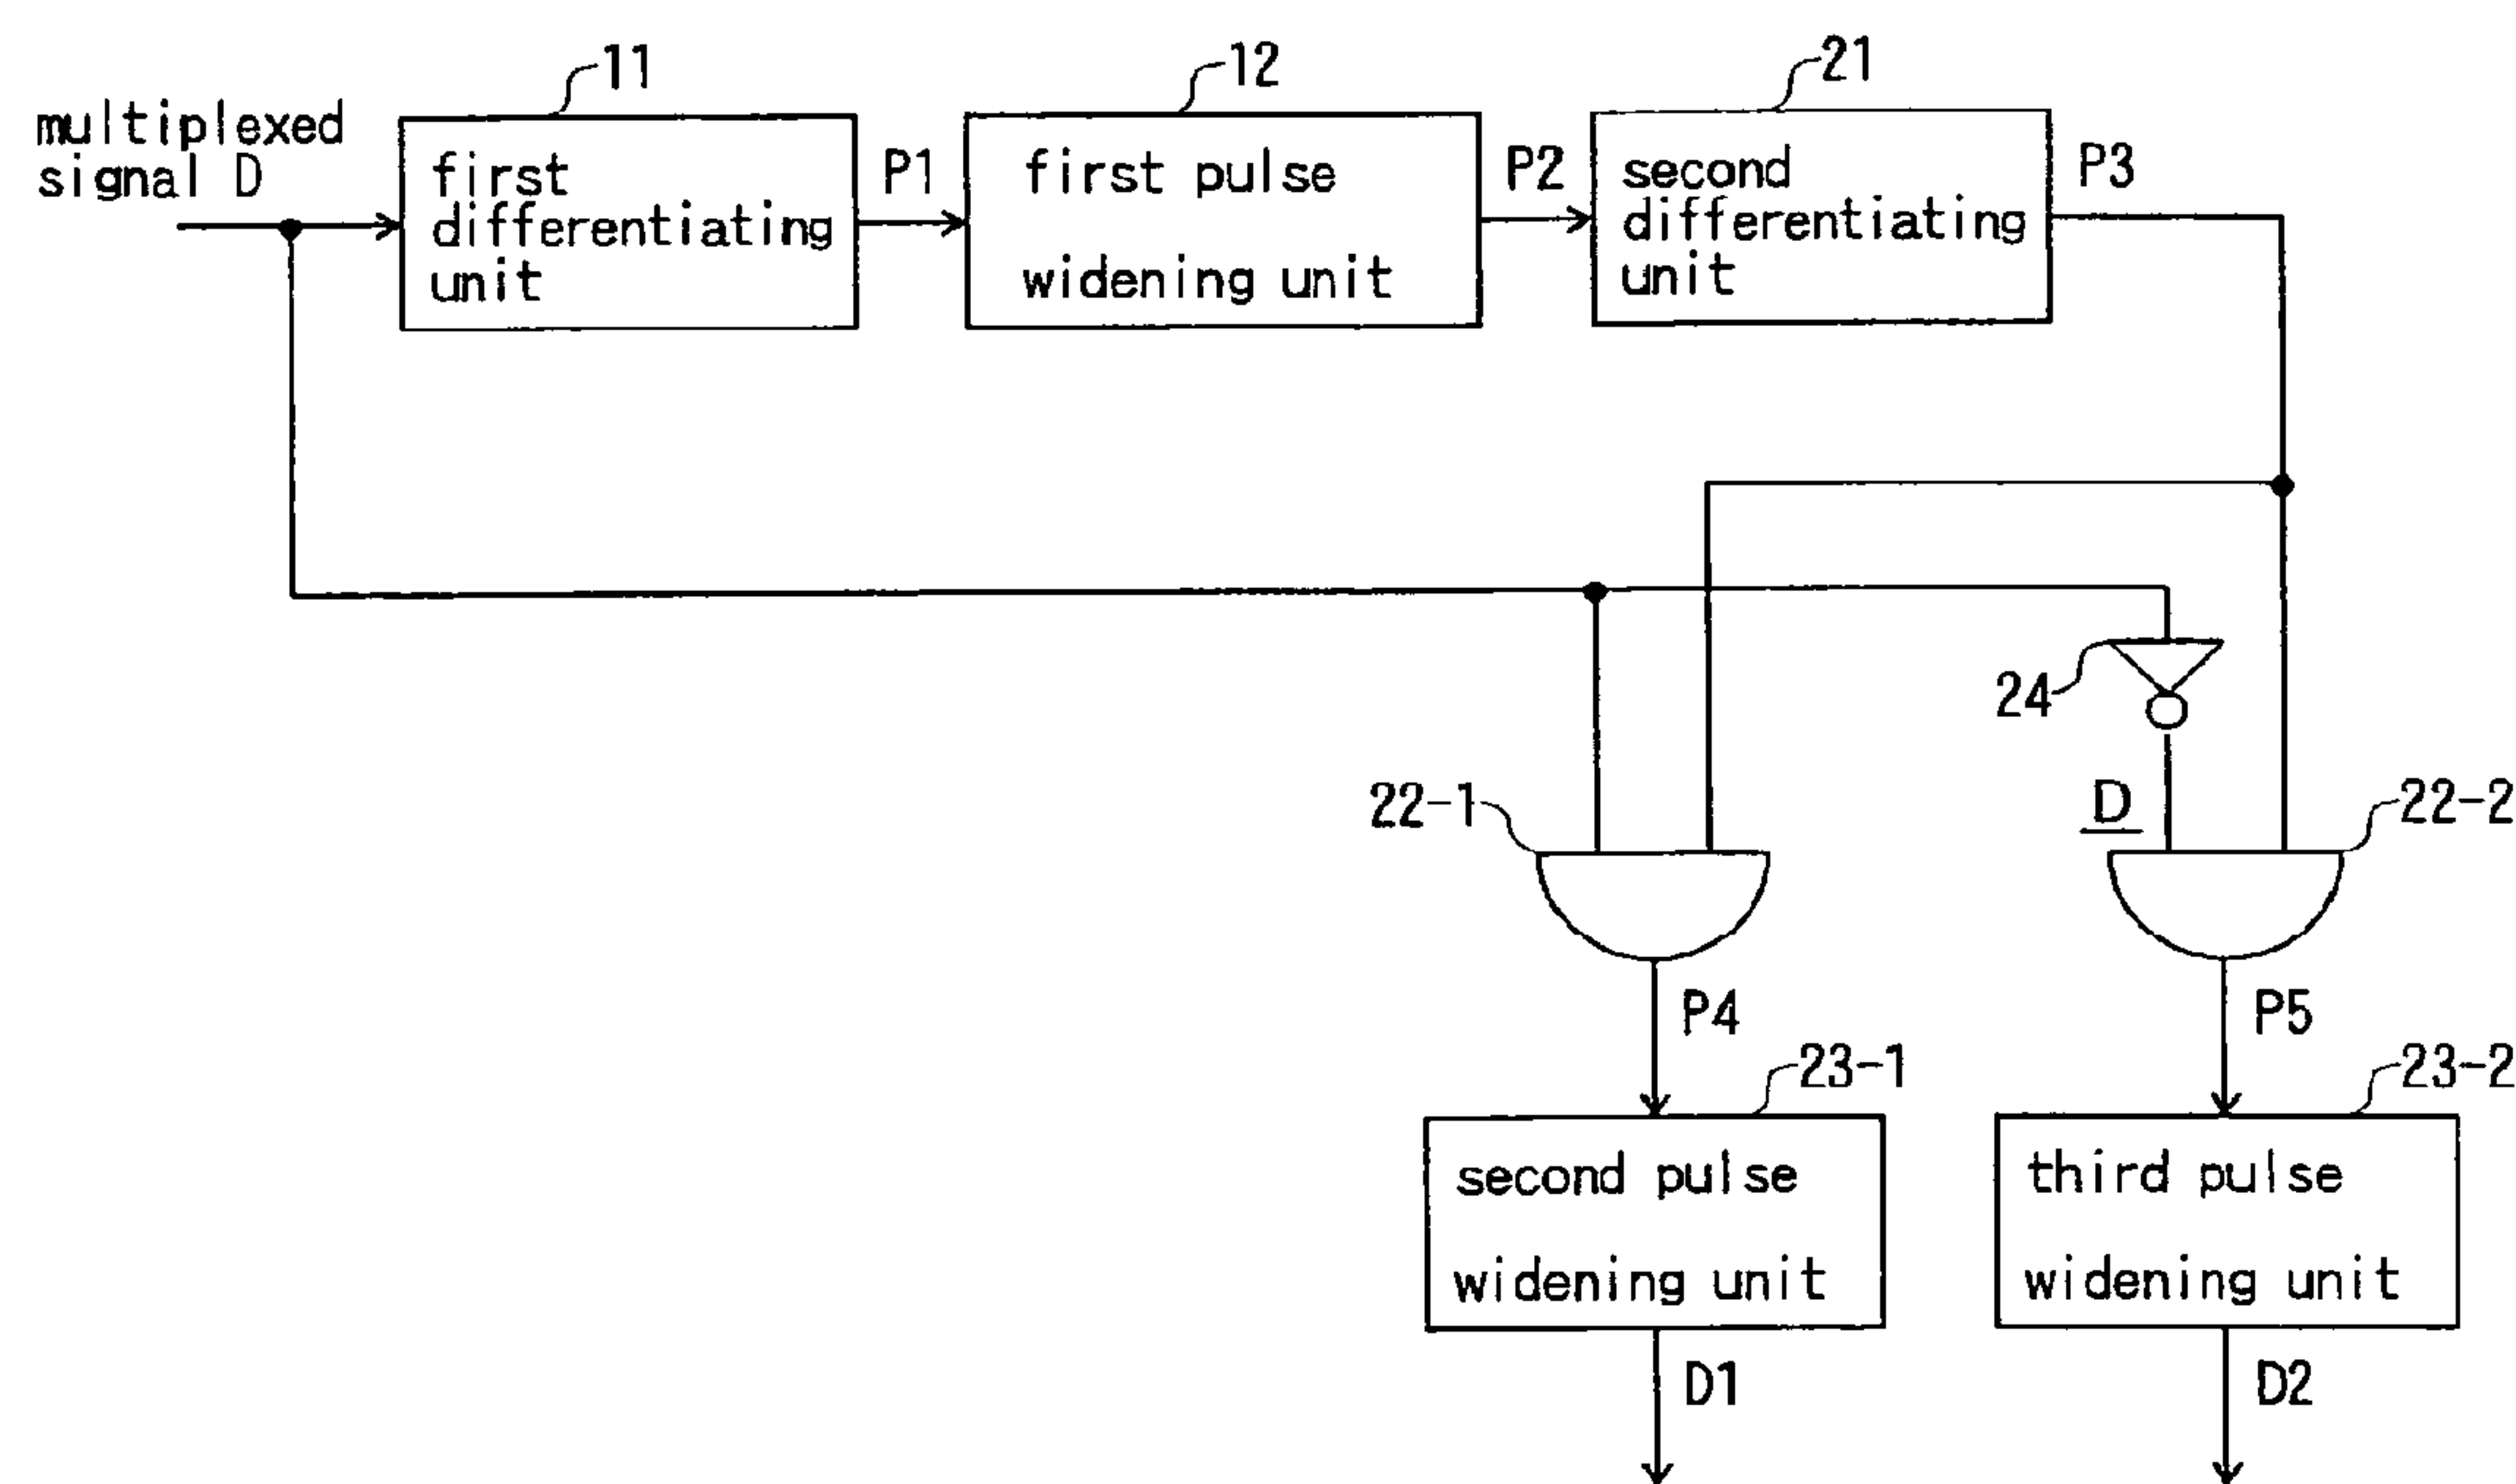 multiplexed
signal D
11
first
differentiating
unit
P1
12
first pulse
widening unit
P2
21
second
differentiating
unit
P3
24
D
22-1
22-2
P4
P5
23-1
second pulse
widening unit
23-2
third pulse
widening unit
D1
D2